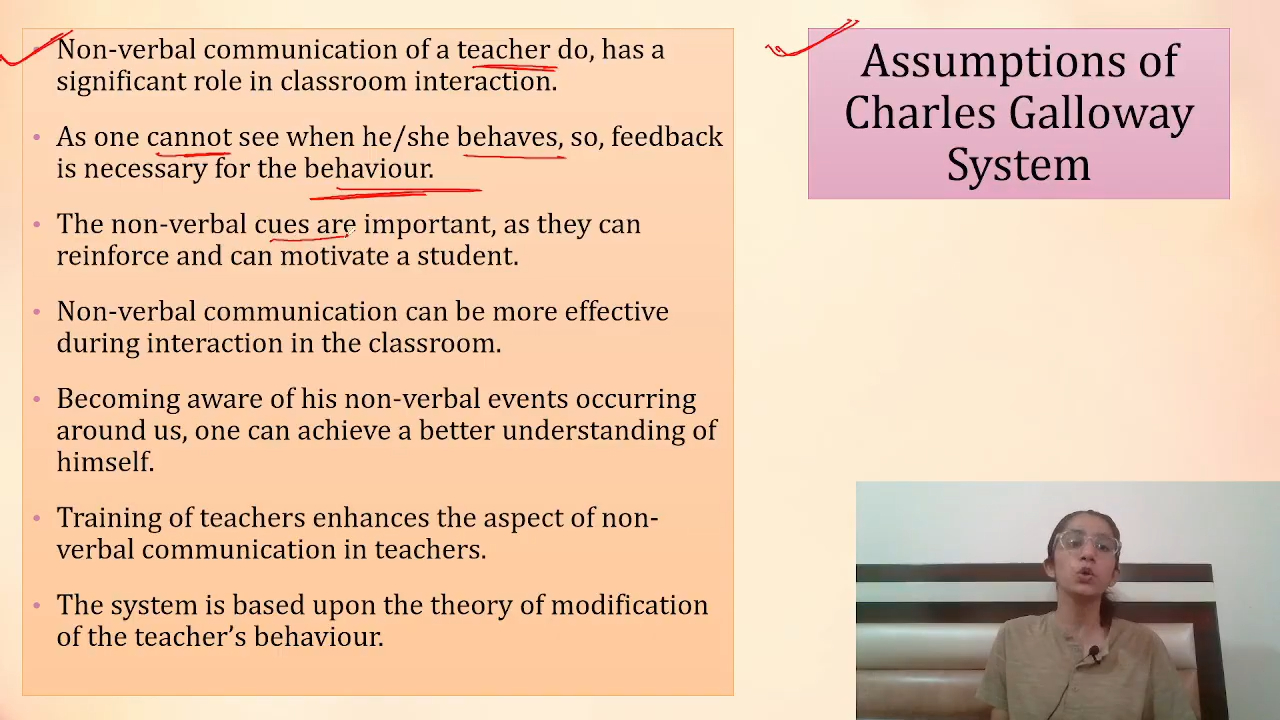 Non-verbal communication of a teacher do, has a
significant role in classroom interaction.
As one cannot see when he/she behaves, so, feedback
is necessary for the behaviour.
The non-verbal cues are important, as they can
reinforce and can motivate a student.
Non-verbal communication can be more effective
during interaction in the classroom.
Becoming aware of his non-verbal events occurring
around us, one can achieve a better understanding of
himself.
Training of teachers enhances the aspect of non-
verbal communication in teachers.
The system is based upon the theory of modification
of the teacher’s behaviour.
Assumptions of
Charles Galloway
System